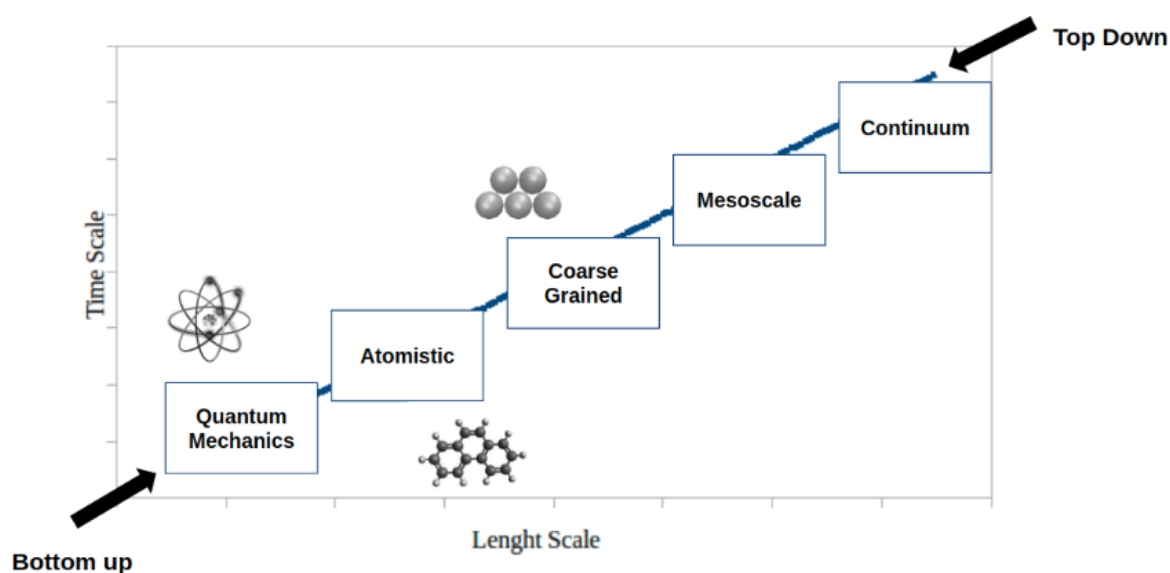 Top Down
Continuum
Mesoscale
Coarse
Grained
Time Scale
Atomistic
Quantum
Mechanics
Lenght Scale
Bottom up